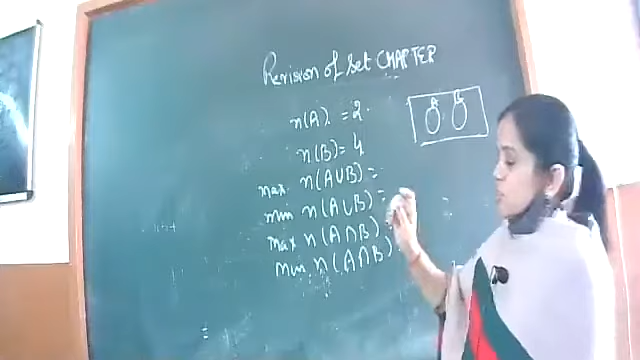 Revision of Set CHAPTER
A B
n(A) = 2.
n(B) = 4
max. n(A∪B) =
min n(A∪B) =
max n(A∩B)
min. n(A∩B)